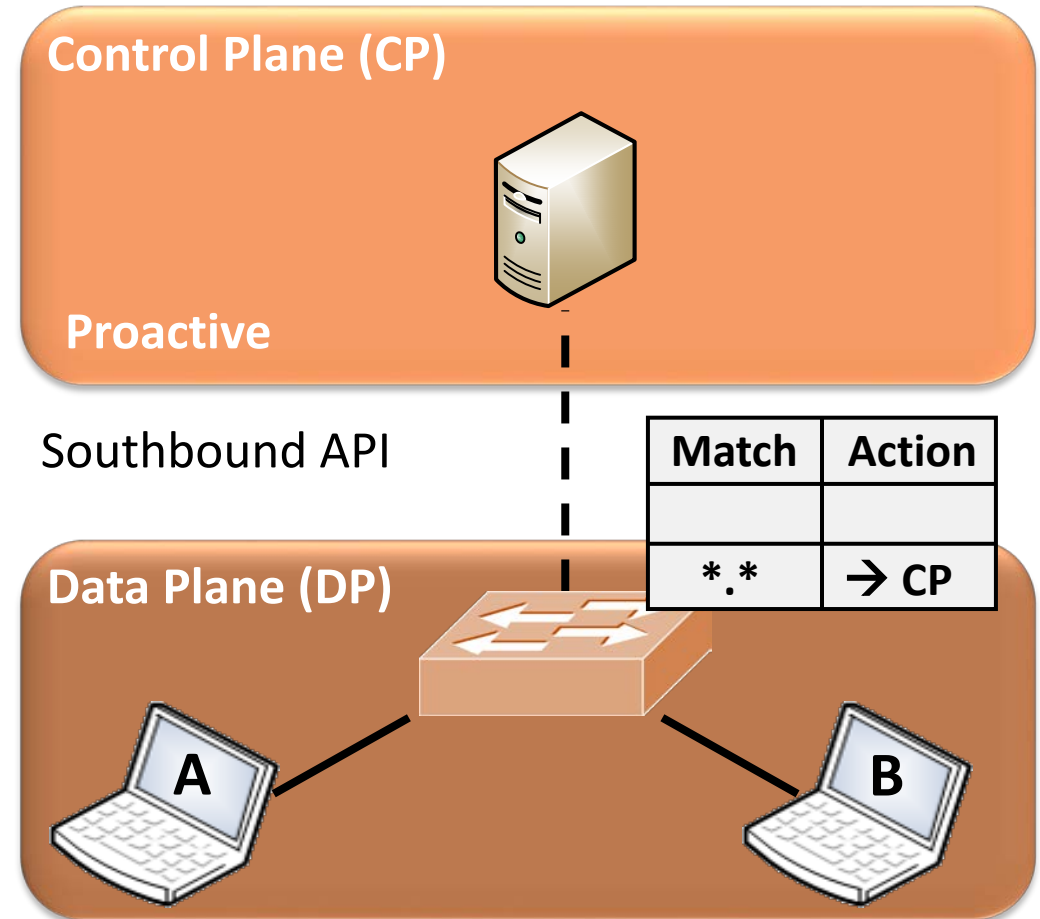 Control Plane (CP)
Proactive
Southbound API
Match Action
*.* → CP
Data Plane (DP)
A B